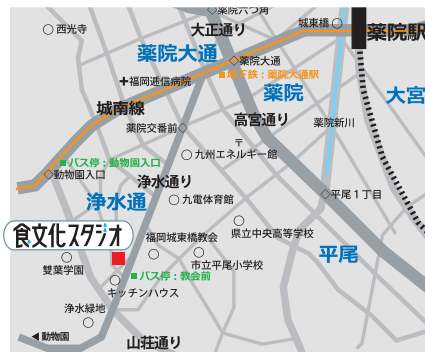 薬院六つ角
城東橋
西光寺
大正通り
薬院駅
薬院大通
薬院大通
福岡逓信病院
地下鉄：薬院大通駅
薬院
大宮
城南線
高宮通り
薬院新川
薬院交番前
〒
九州エネルギー館
バス停：動物園入口
動物園入口
浄水通り
平尾1丁目
浄水通
九電体育館
県立中央高等学校
食文化スタジオ
福岡城東橋教会
平尾
双葉学園
市立平尾小学校
バス停：教会前
キッチンハウス
浄水緑地
動物園
山荘通り